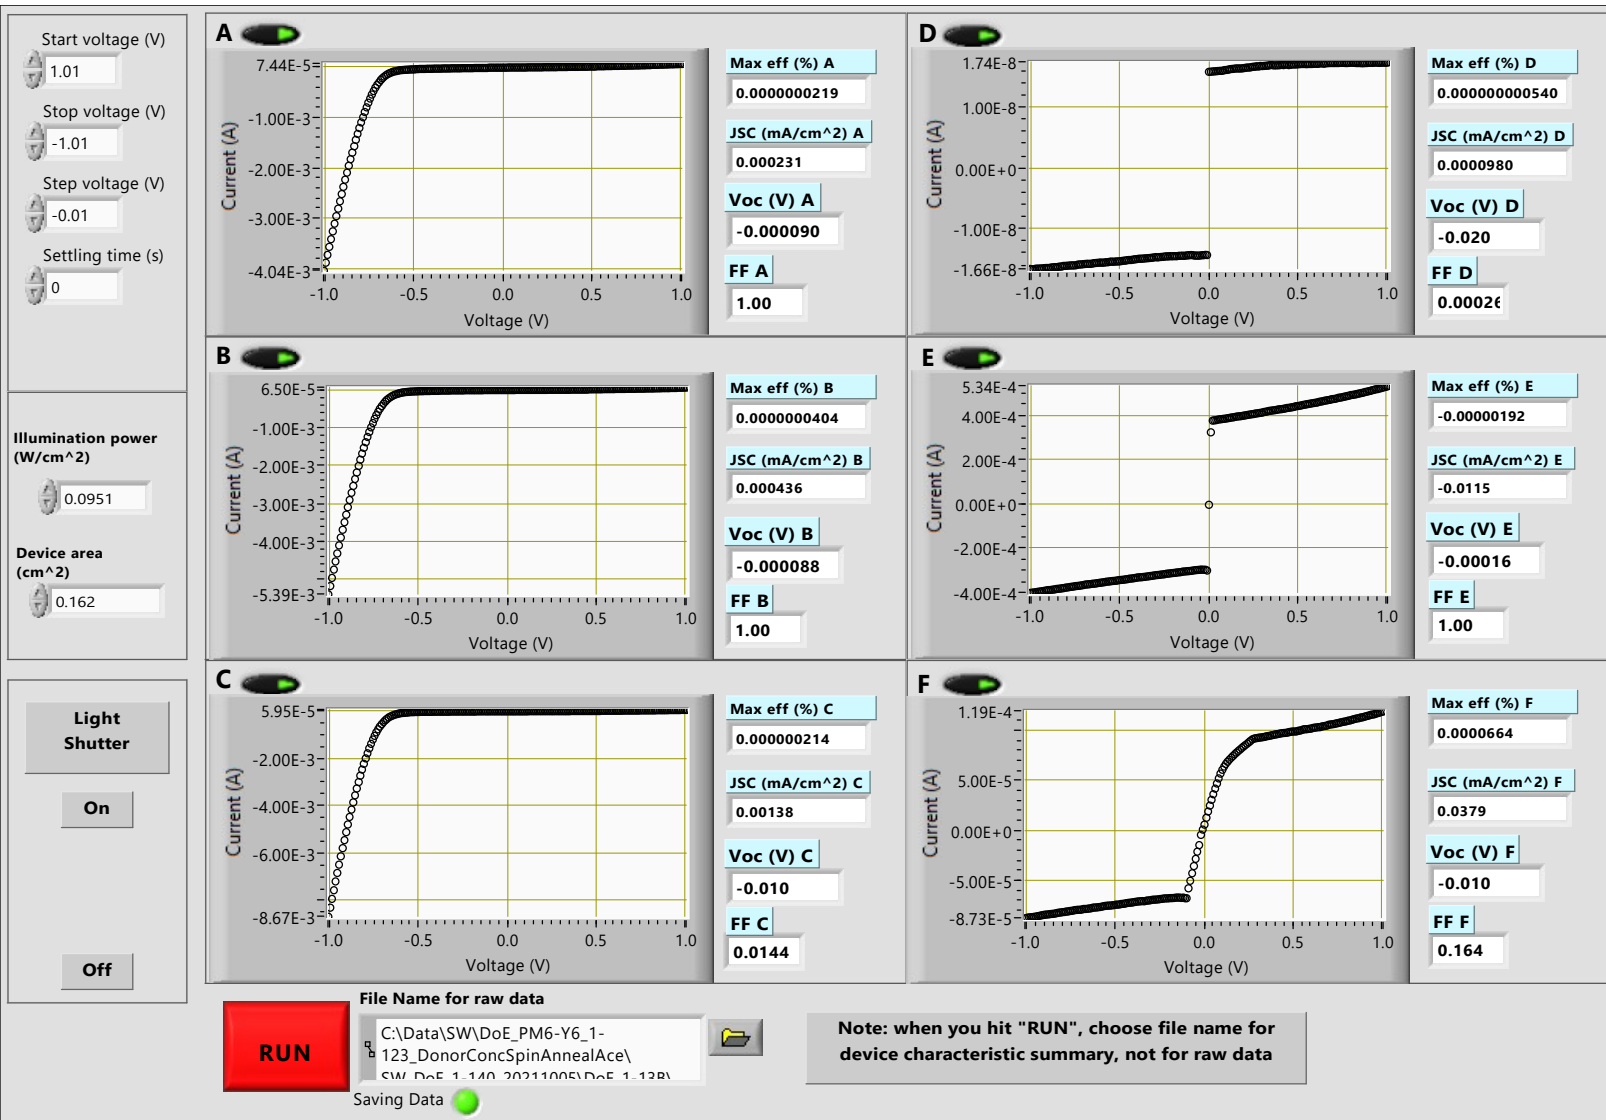 Start voltage (V)
1.01
Stop voltage (V)
-1.01
Step voltage (V)
-0.01
Settling time (s)
0
Illumination power
(W/cm^2)
0.0951
Device area
(cm^2)
0.162
Light
Shutter
On
Off
A
7.44E-5
-1.00E-3
-2.00E-3
-3.00E-3
-4.04E-3
Current (A)
-1.0 -0.5 0.0 0.5 1.0
Voltage (V)
Max eff (%) A
0.0000000219
JSC (mA/cm^2) A
0.000231
Voc (V) A
-0.000090
FF A
1.00
B
6.50E-5
-1.00E-3
-2.00E-3
-3.00E-3
-4.00E-3
-5.39E-3
Current (A)
-1.0 -0.5 0.0 0.5 1.0
Voltage (V)
Max eff (%) B
0.0000000404
JSC (mA/cm^2) B
0.000436
Voc (V) B
-0.000088
FF B
1.00
C
5.95E-5
-2.00E-3
-4.00E-3
-6.00E-3
-8.67E-3
Current (A)
-1.0 -0.5 0.0 0.5 1.0
Voltage (V)
Max eff (%) C
0.000000214
JSC (mA/cm^2) C
0.00138
Voc (V) C
-0.010
FF C
0.0144
D
1.74E-8
1.00E-8
0.00E+0
-1.00E-8
-1.66E-8
Current (A)
-1.0 -0.5 0.0 0.5 1.0
Voltage (V)
Max eff (%) D
0.000000000540
JSC (mA/cm^2) D
0.0000980
Voc (V) D
-0.020
FF D
0.00026
E
5.34E-4
4.00E-4
2.00E-4
0.00E+0
-2.00E-4
-4.00E-4
Current (A)
-1.0 -0.5 0.0 0.5 1.0
Voltage (V)
Max eff (%) E
-0.00000192
JSC (mA/cm^2) E
-0.0115
Voc (V) E
-0.00016
FF E
1.00
F
1.19E-4
5.00E-5
0.00E+0
-5.00E-5
-8.73E-5
Current (A)
-1.0 -0.5 0.0 0.5 1.0
Voltage (V)
Max eff (%) F
0.0000664
JSC (mA/cm^2) F
0.0379
Voc (V) F
-0.010
FF F
0.164
RUN
File Name for raw data
C:\Data\SW\DoE_PM6-Y6_1-
123_DonorConcSpinAnnealAce\
SW_DoE_1-140_20211005\DoE_1-13B\
Saving Data
Note: when you hit "RUN", choose file name for
device characteristic summary, not for raw data